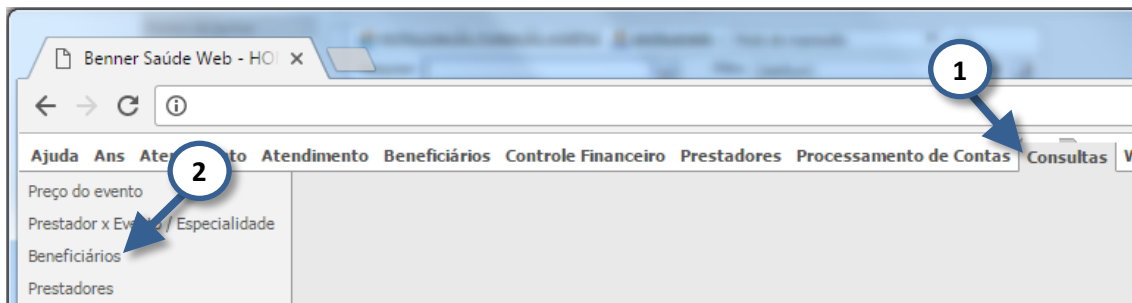 Benner Saúde Web - HO
1
Ajuda Ans Atendimento Atendimento Beneficiários Controle Financeiro Prestadores Processamento de Contas Consultas W
2
Preço do evento
Prestador x Evento / Especialidade
Beneficiários
Prestadores